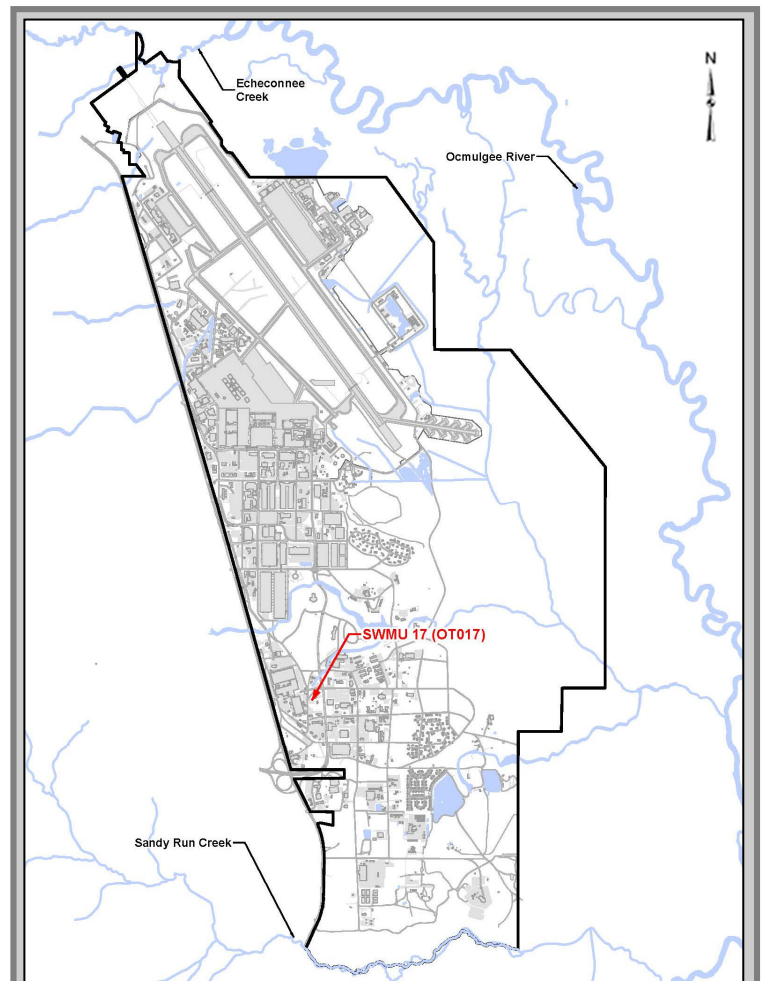 Echeconnee
Creek
N
Ocmulgee River
SWMU 17 (OT017)
Sandy Run Creek